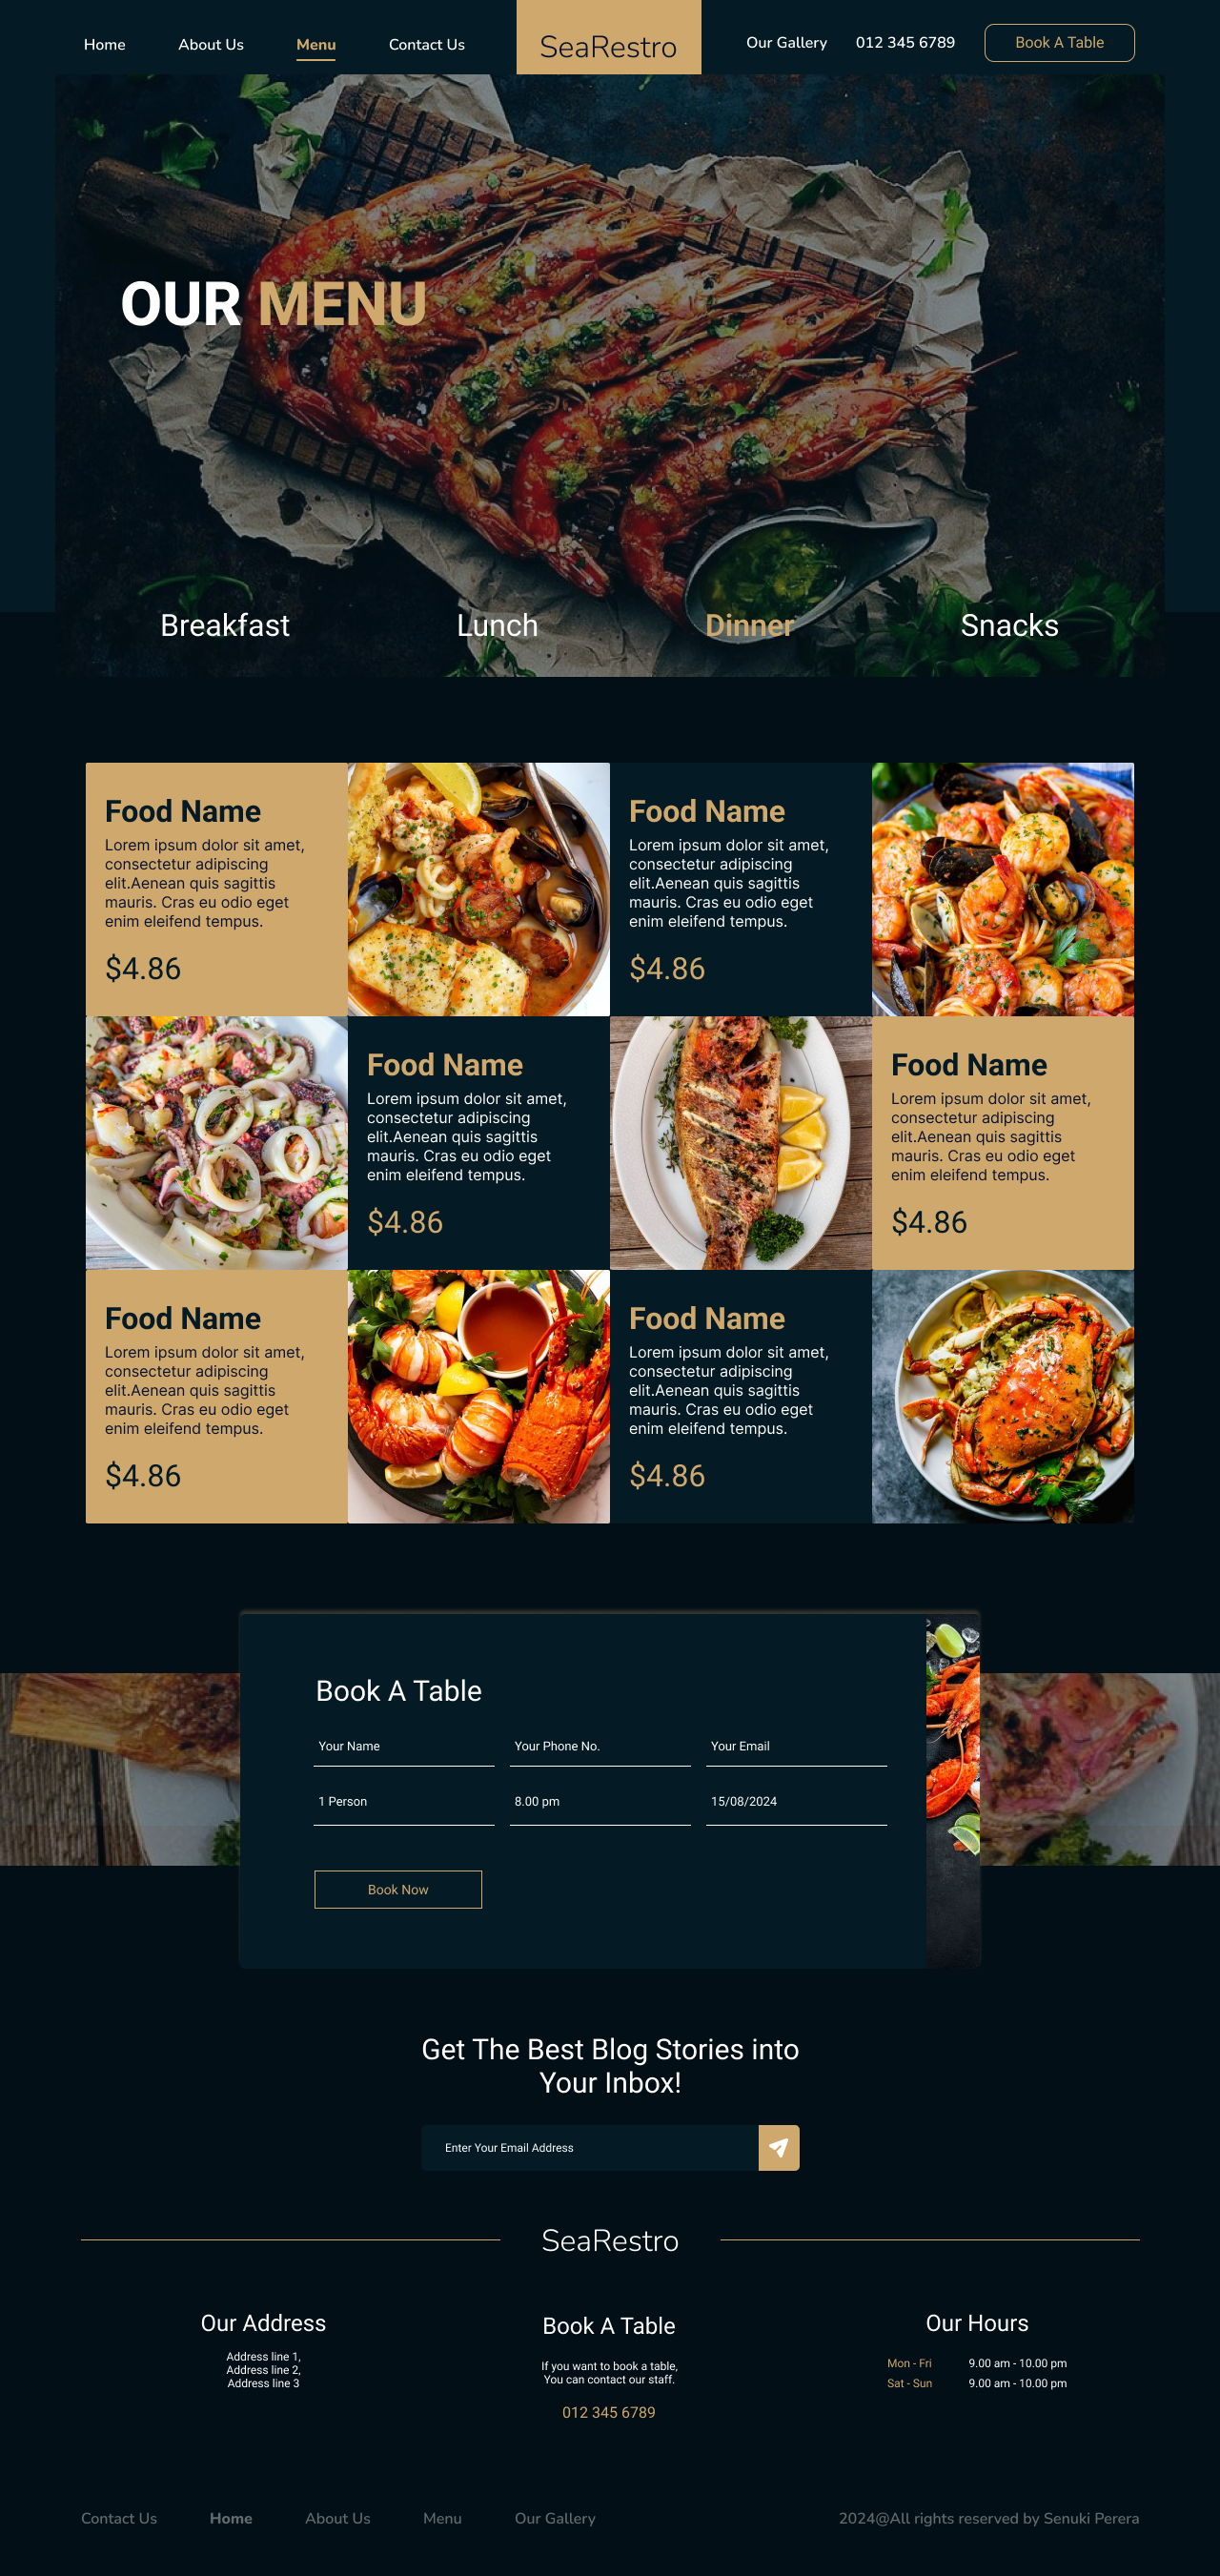 Home
About Us
Menu
Contact Us
SeaRestro
Our Gallery
012 345 6789
Book A Table
OUR MENU
Breakfast
Lunch
Dinner
Snacks
Food Name
Lorem ipsum dolor sit amet,
consectetur adipiscing
elit.Aenean quis sagittis
mauris. Cras eu odio eget
enim eleifend tempus.
$4.86
Food Name
Lorem ipsum dolor sit amet,
consectetur adipiscing
elit.Aenean quis sagittis
mauris. Cras eu odio eget
enim eleifend tempus.
$4.86
Food Name
Lorem ipsum dolor sit amet,
consectetur adipiscing
elit.Aenean quis sagittis
mauris. Cras eu odio eget
enim eleifend tempus.
$4.86
Food Name
Lorem ipsum dolor sit amet,
consectetur adipiscing
elit.Aenean quis sagittis
mauris. Cras eu odio eget
enim eleifend tempus.
$4.86
Food Name
Lorem ipsum dolor sit amet,
consectetur adipiscing
elit.Aenean quis sagittis
mauris. Cras eu odio eget
enim eleifend tempus.
$4.86
Food Name
Lorem ipsum dolor sit amet,
consectetur adipiscing
elit.Aenean quis sagittis
mauris. Cras eu odio eget
enim eleifend tempus.
$4.86
Book A Table
Your Name
Your Phone No.
Your Email
1 Person
8.00 pm
15/08/2024
Book Now
Get The Best Blog Stories into
Your Inbox!
Enter Your Email Address
SeaRestro
Our Address
Address line 1,
Address line 2,
Address line 3
Book A Table
If you want to book a table,
You can contact our staff.
012 345 6789
Our Hours
Mon - Fri 9.00 am - 10.00 pm
Sat - Sun 9.00 am - 10.00 pm
Contact Us
Home
About Us
Menu
Our Gallery
2024@All rights reserved by Senuki Perera